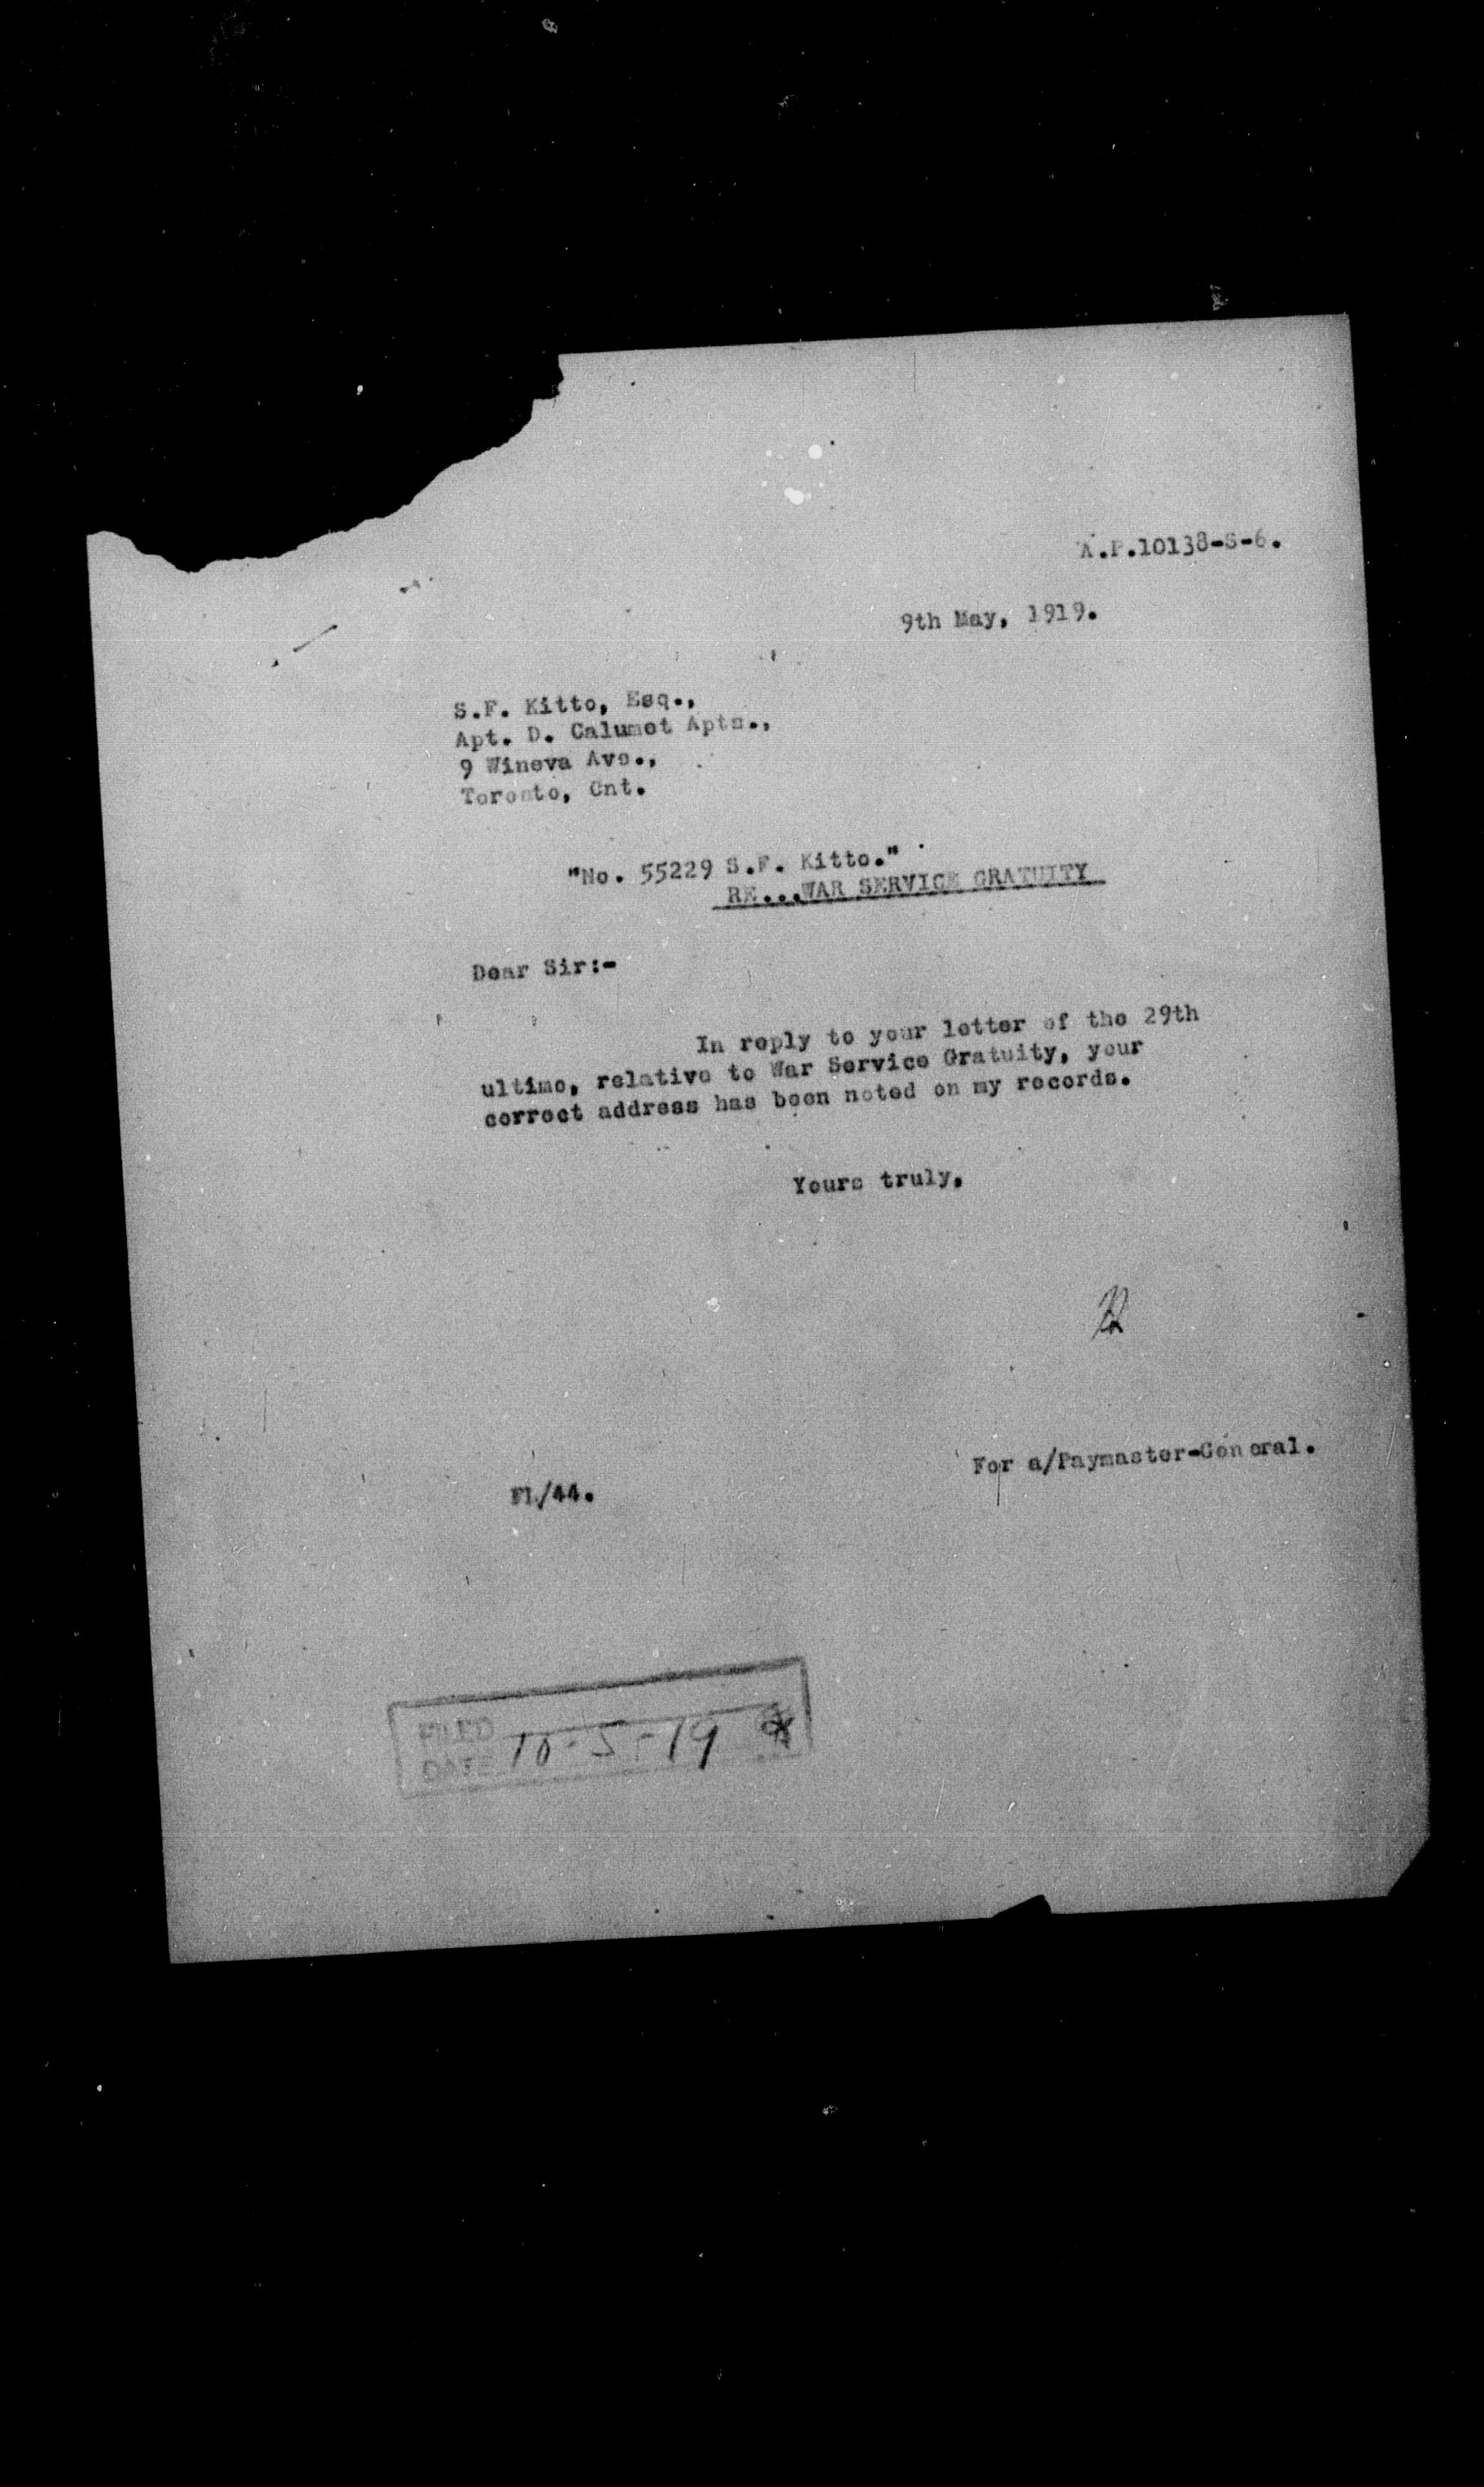 A.P.10138-S-6.
9th May, 1919.
S.F. Kitto, Esq.,
Apt. D. Calumet Apts.,
9 Wineva Ave.,
Toronto, Ont.
"No. 55229 S.F. Kitto."
RE...WAR SERVICE GRATUITY
Dear Sir:-
In reply to your letter of the 29th
ultimo, relative to War Service Gratuity, your
correct address has been noted on my records.
Yours truly,
For a/Paymaster-General.
FL/44.
FILED
DATE 10-5-19